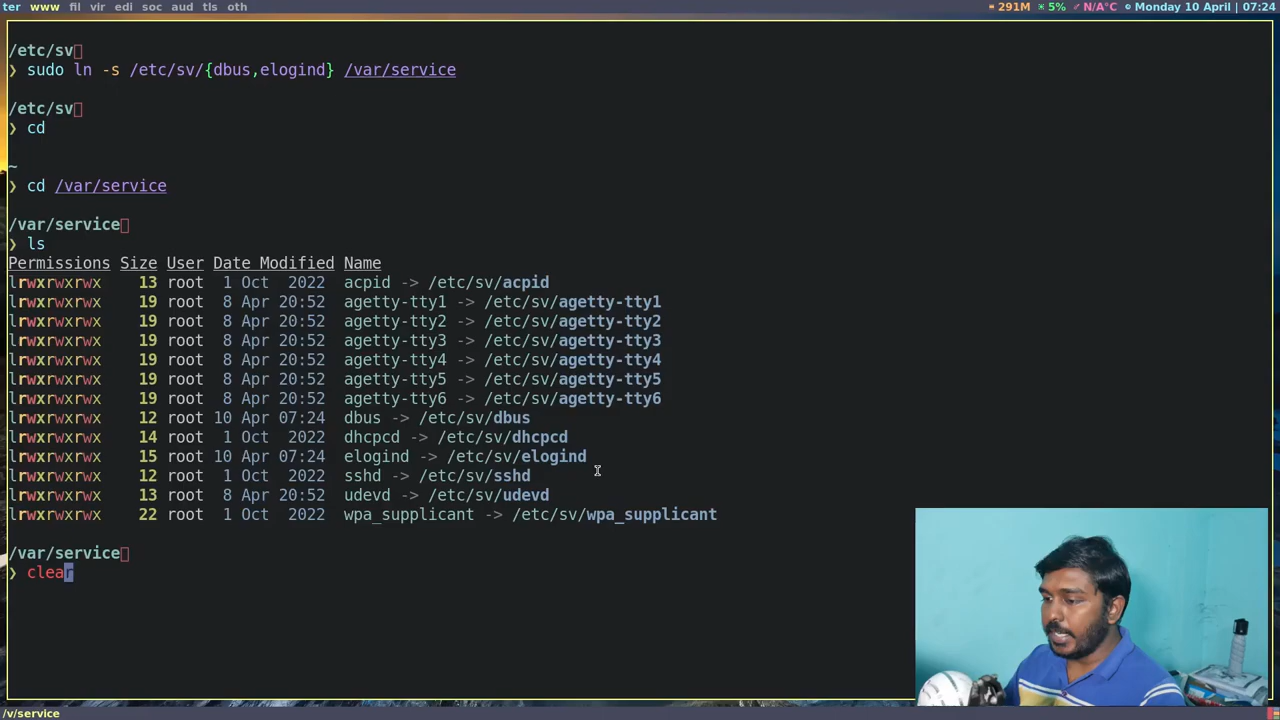 ter www fil vir edi soc aud tls oth 291M 5% N/A°C Monday 10 April | 07:24
/etc/sv
❯ sudo ln -s /etc/sv/{dbus,elogind} /var/service
/etc/sv
❯ cd
~
❯ cd /var/service
/var/service
❯ ls
Permissions Size User Date Modified Name
lrwxrwxrwx 13 root 1 Oct 2022 acpid -> /etc/sv/acpid
lrwxrwxrwx 19 root 8 Apr 20:52 agetty-tty1 -> /etc/sv/agetty-tty1
lrwxrwxrwx 19 root 8 Apr 20:52 agetty-tty2 -> /etc/sv/agetty-tty2
lrwxrwxrwx 19 root 8 Apr 20:52 agetty-tty3 -> /etc/sv/agetty-tty3
lrwxrwxrwx 19 root 8 Apr 20:52 agetty-tty4 -> /etc/sv/agetty-tty4
lrwxrwxrwx 19 root 8 Apr 20:52 agetty-tty5 -> /etc/sv/agetty-tty5
lrwxrwxrwx 19 root 8 Apr 20:52 agetty-tty6 -> /etc/sv/agetty-tty6
lrwxrwxrwx 12 root 10 Apr 07:24 dbus -> /etc/sv/dbus
lrwxrwxrwx 14 root 1 Oct 2022 dhcpcd -> /etc/sv/dhcpcd
lrwxrwxrwx 15 root 10 Apr 07:24 elogind -> /etc/sv/elogind
lrwxrwxrwx 12 root 1 Oct 2022 sshd -> /etc/sv/sshd
lrwxrwxrwx 13 root 8 Apr 20:52 udevd -> /etc/sv/udevd
lrwxrwxrwx 22 root 1 Oct 2022 wpa_supplicant -> /etc/sv/wpa_supplicant
/var/service
❯ clear
/v/service